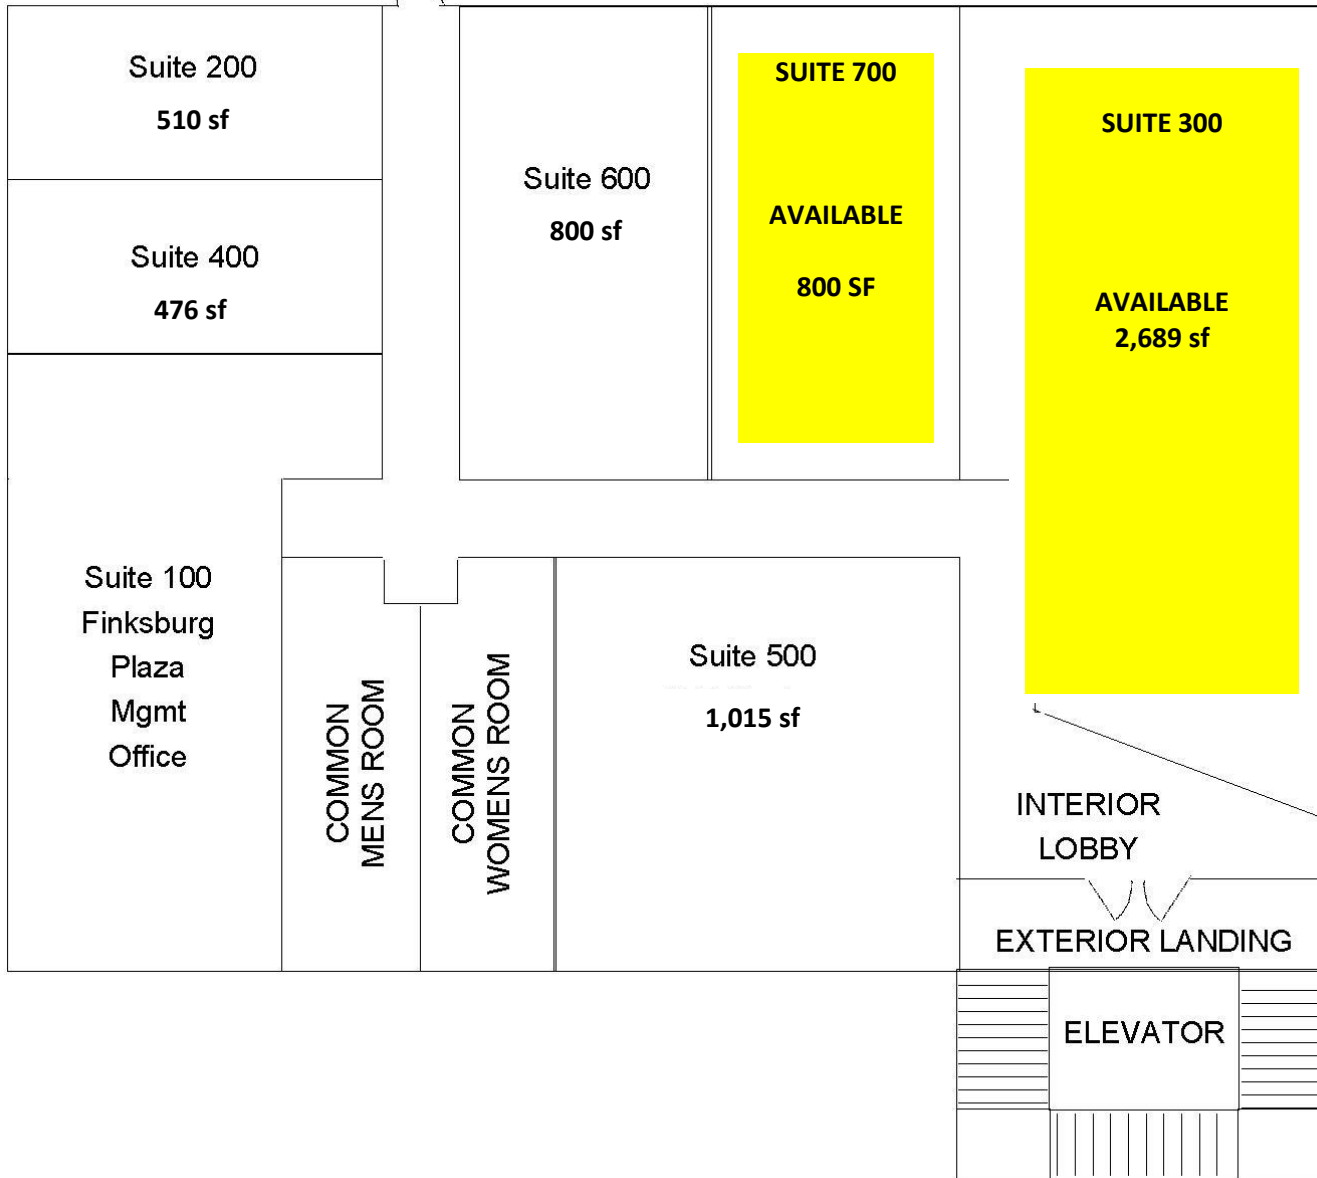 Suite 200
510 sf
Suite 400
476 sf
Suite 600
800 sf
SUITE 700
AVAILABLE
800 SF
SUITE 300
AVAILABLE
2,689 sf
Suite 100
Finksburg
Plaza
Mgmt
Office
COMMON
MENS ROOM
COMMON
WOMENS ROOM
Suite 500
1,015 sf
INTERIOR
LOBBY
EXTERIOR LANDING
ELEVATOR